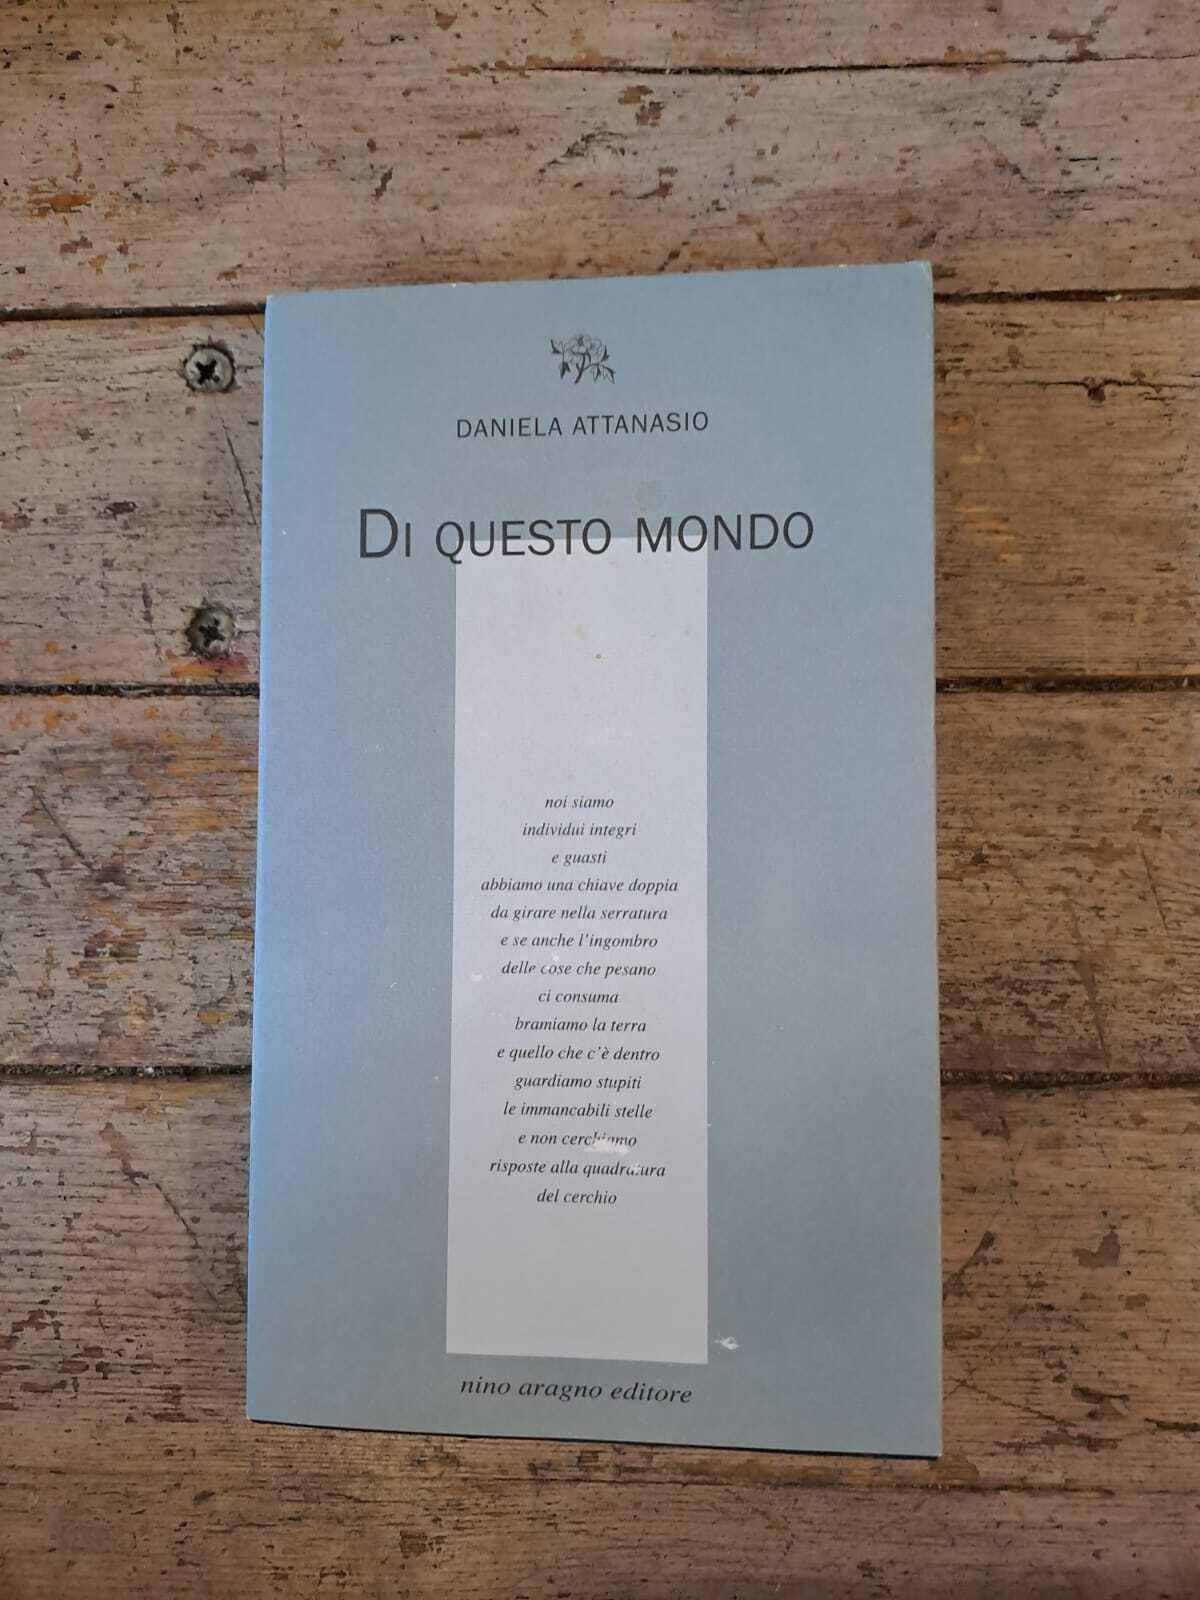 DANIELA ATTANASIO
DI QUESTO MONDO
noi siamo
individui integri
e guasti
abbiamo una chiave doppia
da girare nella serratura
e se anche l'ingombro
delle cose che pesano
ci consuma
bramiamo la terra
e quello che c'è dentro
guardiamo stupiti
le immancabili stelle
e non cerchiamo
risposte alla quadratura
del cerchio
nino aragno editore